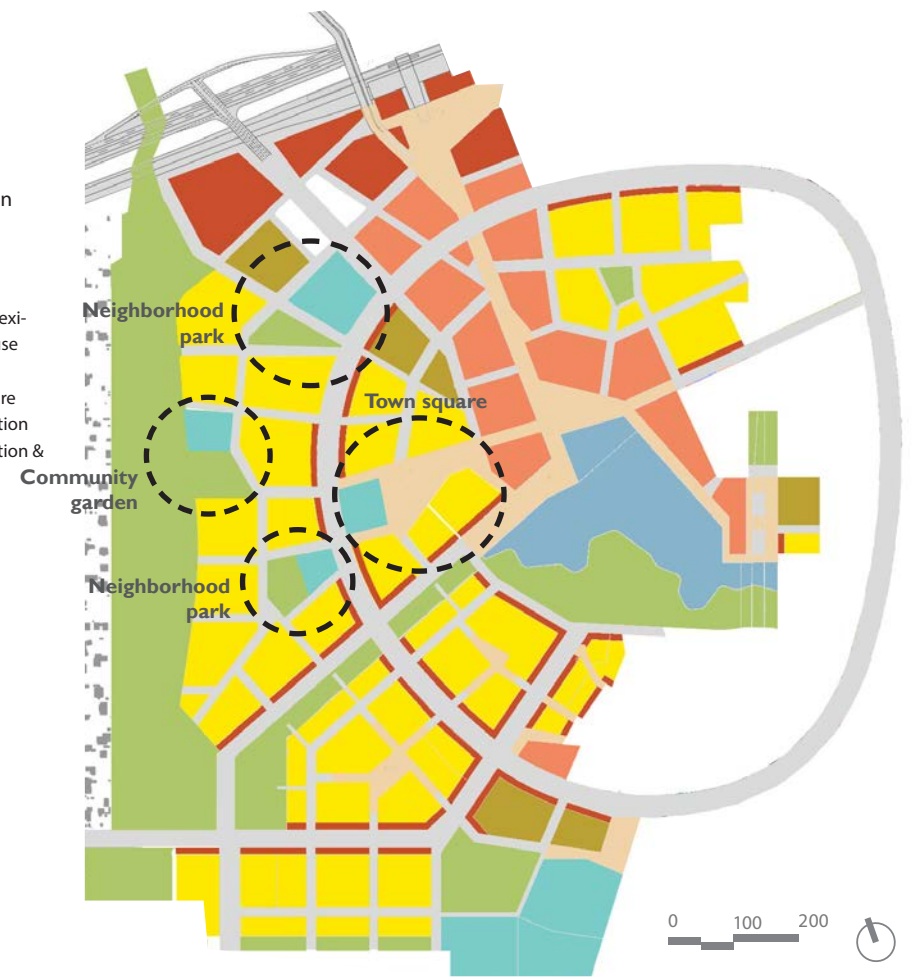 n
exi-
se
re
tion
tion &
Neighborhood
park
Town square
Community
garden
Neighborhood
park
0 100 200